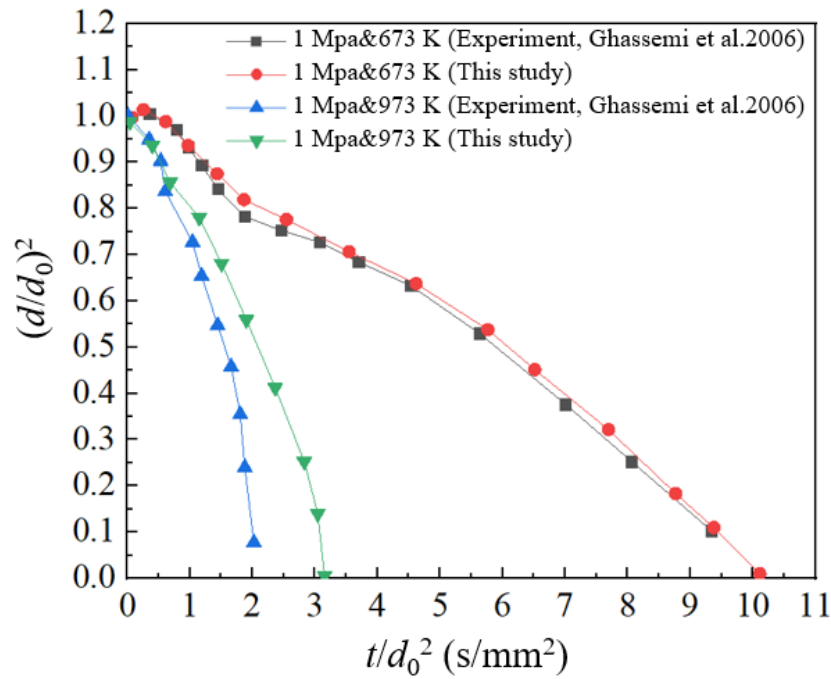 1 Mpa&673 K (Experiment, Ghassemi et al.2006)
1 Mpa&673 K (This study)
1 Mpa&973 K (Experiment, Ghassemi et al.2006)
1 Mpa&973 K (This study)
1.2
1.1
1.0
0.9
0.8
0.7
0.6
0.5
0.4
0.3
0.2
0.1
0.0
(d/d₀)²
0 1 2 3 4 5 6 7 8 9 10 11
t/d₀² (s/mm²)